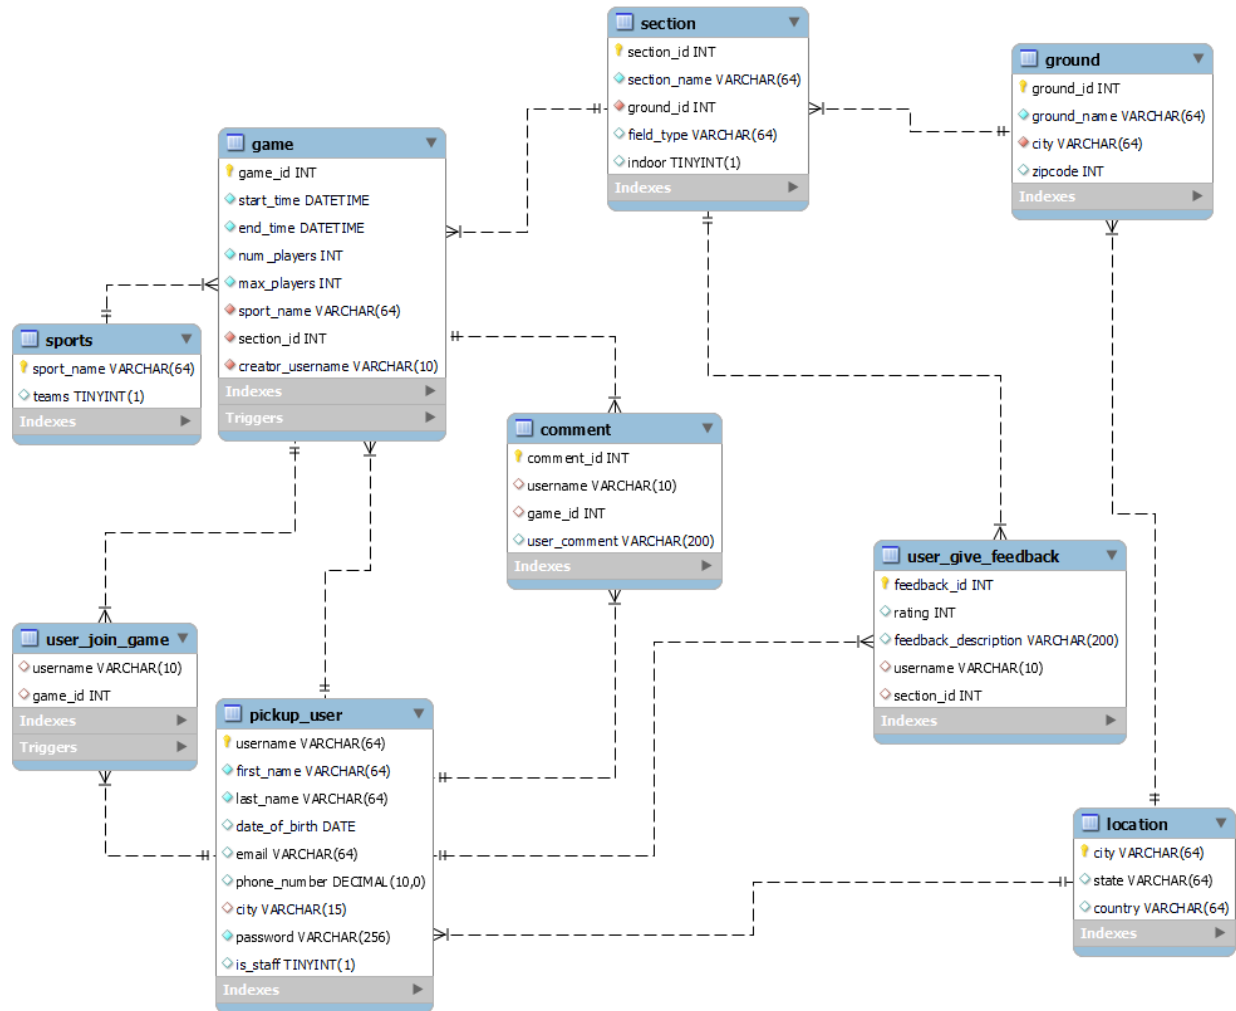 section
section_id INT
section_name VARCHAR(64)
ground_id INT
field_type VARCHAR(64)
indoor TINYINT(1)
Indexes
ground
ground_id INT
ground_name VARCHAR(64)
city VARCHAR(64)
zipcode INT
Indexes
game
game_id INT
start_time DATETIME
end_time DATETIME
num_players INT
max_players INT
sport_name VARCHAR(64)
section_id INT
creator_username VARCHAR(10)
Indexes
Triggers
sports
sport_name VARCHAR(64)
teams TINYINT(1)
Indexes
comment
comment_id INT
username VARCHAR(10)
game_id INT
user_comment VARCHAR(200)
Indexes
user_give_feedback
feedback_id INT
rating INT
feedback_description VARCHAR(200)
username VARCHAR(10)
section_id INT
Indexes
user_join_game
username VARCHAR(10)
game_id INT
Indexes
Triggers
pickup_user
username VARCHAR(64)
first_name VARCHAR(64)
last_name VARCHAR(64)
date_of_birth DATE
email VARCHAR(64)
phone_number DECIMAL(10,0)
city VARCHAR(15)
password VARCHAR(256)
is_staff TINYINT(1)
Indexes
location
city VARCHAR(64)
state VARCHAR(64)
country VARCHAR(64)
Indexes